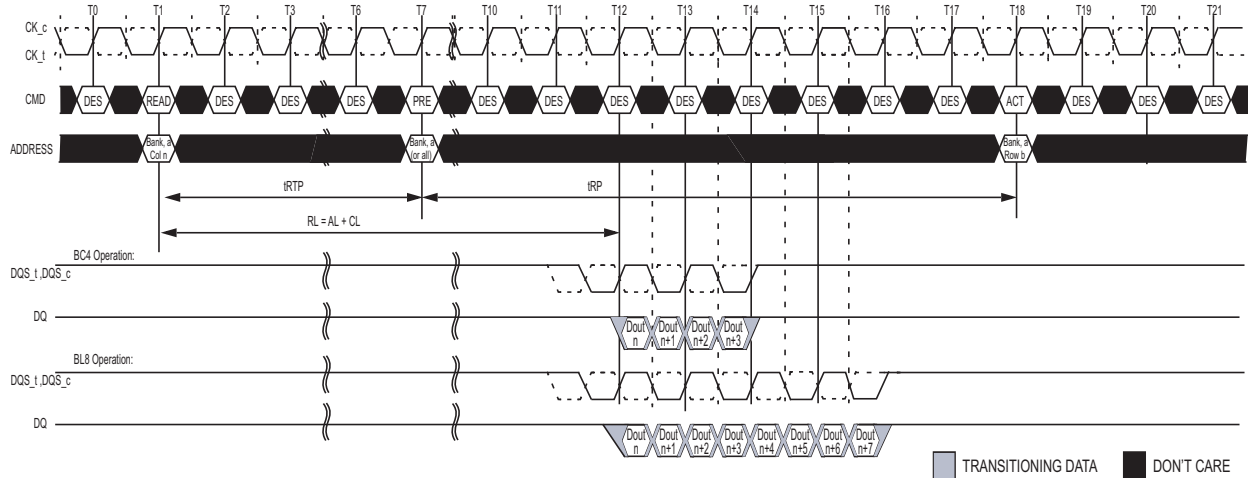 T0 T1 T2 T3 T6 T7 T10 T11 T12 T13 T14 T15 T16 T17 T18 T19 T20 T21
CK_c
CK_t
CMD DES READ DES DES DES PRE DES DES DES DES DES DES DES DES ACT DES DES DES
ADDRESS
Bank, a
Col n
Bank, a
(or all)
Bank, a
Row b
tRTP tRP
RL = AL + CL
BC4 Operation:
DQS_t ,DQS_c
DQ
Dout Dout Dout Dout
n n+1 n+2 n+3
BL8 Operation:
DQS_t ,DQS_c
DQ
Dout Dout Dout Dout Dout Dout Dout Dout
n n+1 n+2 n+3 n+4 n+5 n+6 n+7
TRANSITIONING DATA DON'T CARE